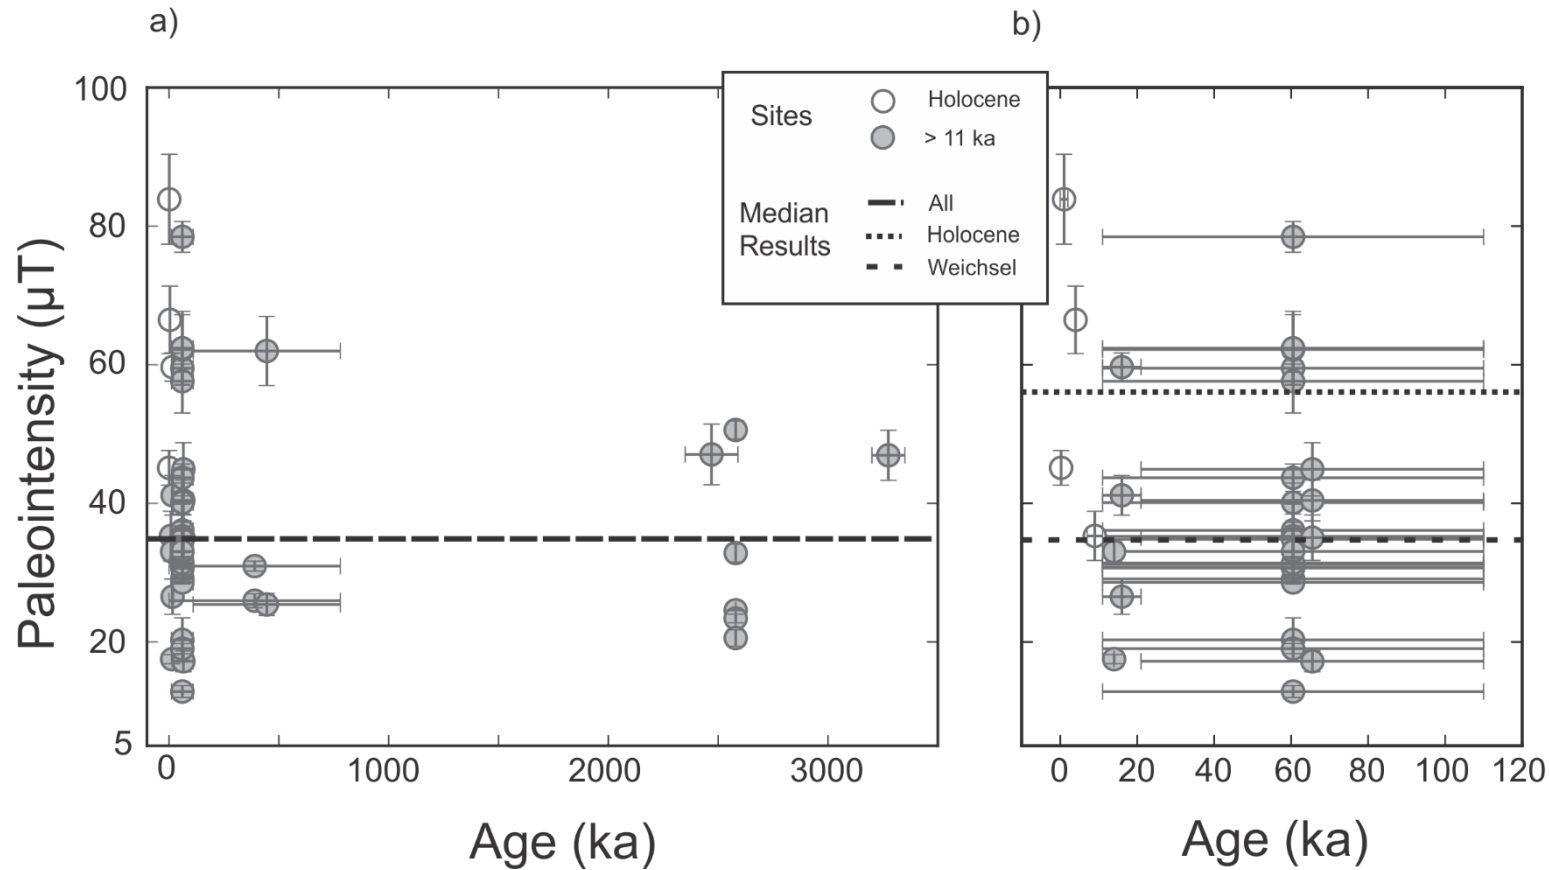 a)
b)
Paleointensity (µT)
100
80
60
40
20
5
0
1000
2000
3000
Age (ka)
Sites
Holocene
> 11 ka
Median
Results
All
Holocene
Weichsel
0
20
40
60
80
100
120
Age (ka)